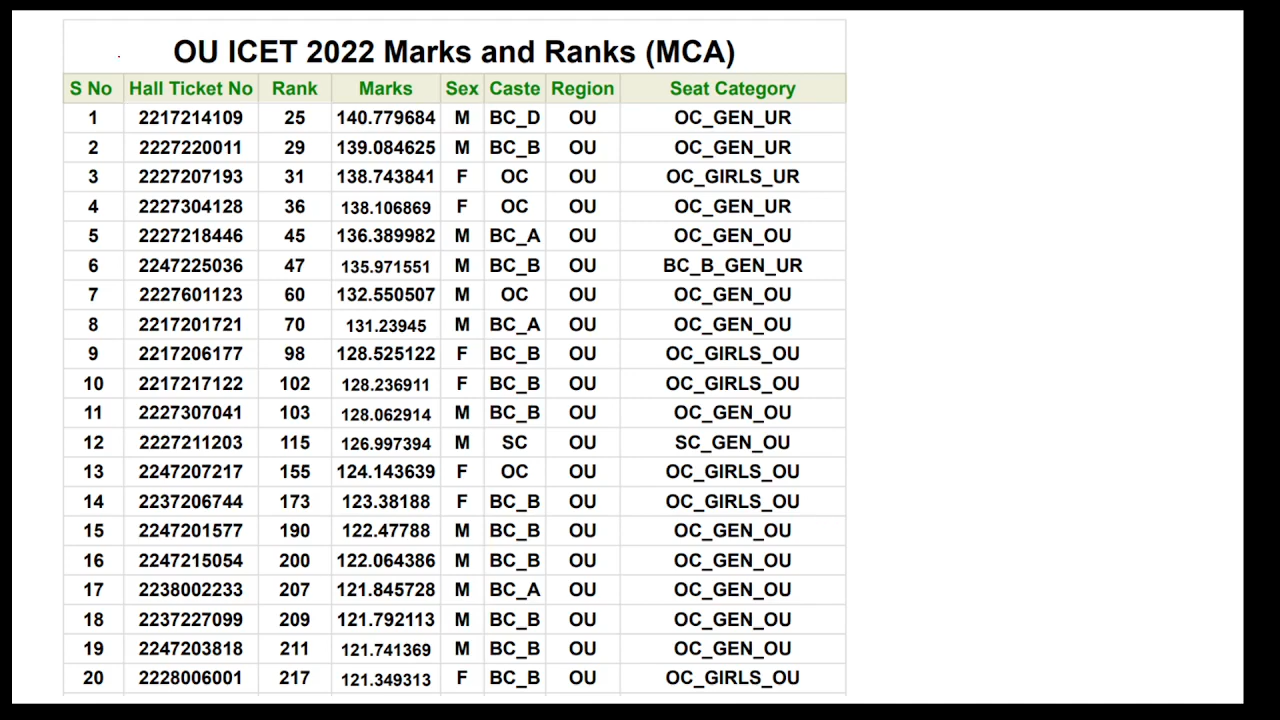 OU ICET 2022 Marks and Ranks (MCA)
S No Hall Ticket No Rank Marks Sex Caste Region Seat Category
1 2217214109 25 140.779684 M BC_D OU OC_GEN_UR
2 2227220011 29 139.084625 M BC_B OU OC_GEN_UR
3 2227207193 31 138.743841 F OC OU OC_GIRLS_UR
4 2227304128 36 138.106869 F OC OU OC_GEN_UR
5 2227218446 45 136.389982 M BC_A OU OC_GEN_OU
6 2247225036 47 135.971551 M BC_B OU BC_B_GEN_UR
7 2227601123 60 132.550507 M OC OU OC_GEN_OU
8 2217201721 70 131.23945 M BC_A OU OC_GEN_OU
9 2217206177 98 128.525122 F BC_B OU OC_GIRLS_OU
10 2217217122 102 128.236911 F BC_B OU OC_GIRLS_OU
11 2227307041 103 128.062914 M BC_B OU OC_GEN_OU
12 2227211203 115 126.997394 M SC OU SC_GEN_OU
13 2247207217 155 124.143639 F OC OU OC_GIRLS_OU
14 2237206744 173 123.38188 F BC_B OU OC_GIRLS_OU
15 2247201577 190 122.47788 M BC_B OU OC_GEN_OU
16 2247215054 200 122.064386 M BC_B OU OC_GEN_OU
17 2238002233 207 121.845728 M BC_A OU OC_GEN_OU
18 2237227099 209 121.792113 M BC_B OU OC_GEN_OU
19 2247203818 211 121.741369 M BC_B OU OC_GEN_OU
20 2228006001 217 121.349313 F BC_B OU OC_GIRLS_OU